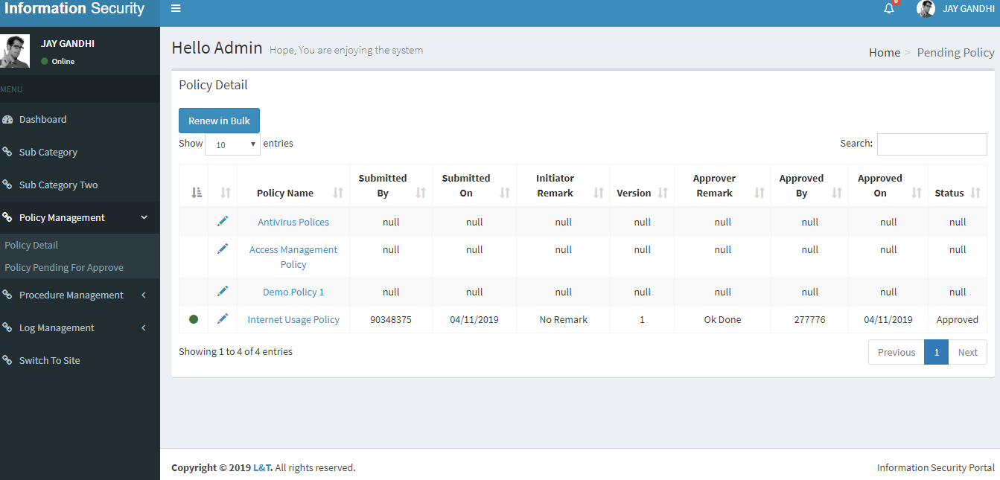 Information Security
0
JAY GANDHI
JAY GANDHI
Online
MENU
Dashboard
Sub Category
Sub Category Two
Policy Management
Policy Detail
Policy Pending For Approve
Procedure Management
Log Management
Switch To Site
Hello Admin Hope, You are enjoying the system
Home > Pending Policy
Policy Detail
Renew in Bulk
Show 10 entries
Search:
Policy Name Submitted By Submitted On Initiator Remark Version Approver Remark Approved By Approved On Status
Antivirus Polices null null null null null null null null
Access Management Policy null null null null null null null null
Demo Policy 1 null null null null null null null null
Internet Usage Policy 90348375 04/11/2019 No Remark 1 Ok Done 277776 04/11/2019 Approved
Showing 1 to 4 of 4 entries
Previous 1 Next
Copyright © 2019 L&T. All rights reserved.
Information Security Portal